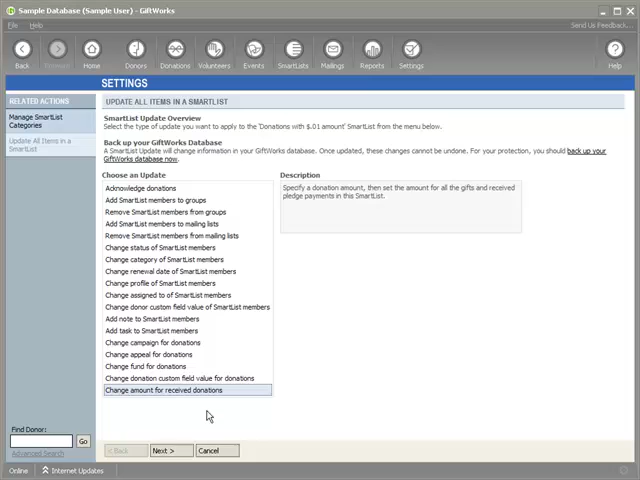 Sample Database (Sample User) - GiftWorks
File Help Send Us Feedback...
Back Forward Home Donors Donations Volunteers Events SmartLists Mailings Reports Settings Help
SETTINGS
RELATED ACTIONS
Manage SmartList
Categories
Update All Items in a
SmartList
UPDATE ALL ITEMS IN A SMARTLIST
SmartList Update Overview
Select the type of update you want to apply to the 'Donations with $.01 amount' SmartList from the menu below.
Back up your GiftWorks Database
A SmartList Update will change information in your GiftWorks database. Once updated, these changes cannot be undone. For your protection, you should back up your
GiftWorks database now.
Choose an Update
Acknowledge donations
Add SmartList members to groups
Remove SmartList members from groups
Add SmartList members to mailing lists
Remove SmartList members from mailing lists
Change status of SmartList members
Change category of SmartList members
Change renewal date of SmartList members
Change profile of SmartList members
Change assigned to of SmartList members
Change donor custom field value of SmartList members
Add note to SmartList members
Add task to SmartList members
Change campaign for donations
Change appeal for donations
Change fund for donations
Change donation custom field value for donations
Change amount for received donations
Description
Specify a donation amount, then set the amount for all the gifts and received
pledge payments in this SmartList.
Find Donor:
Go
Advanced Search
< Back Next > Cancel
Online Internet Updates